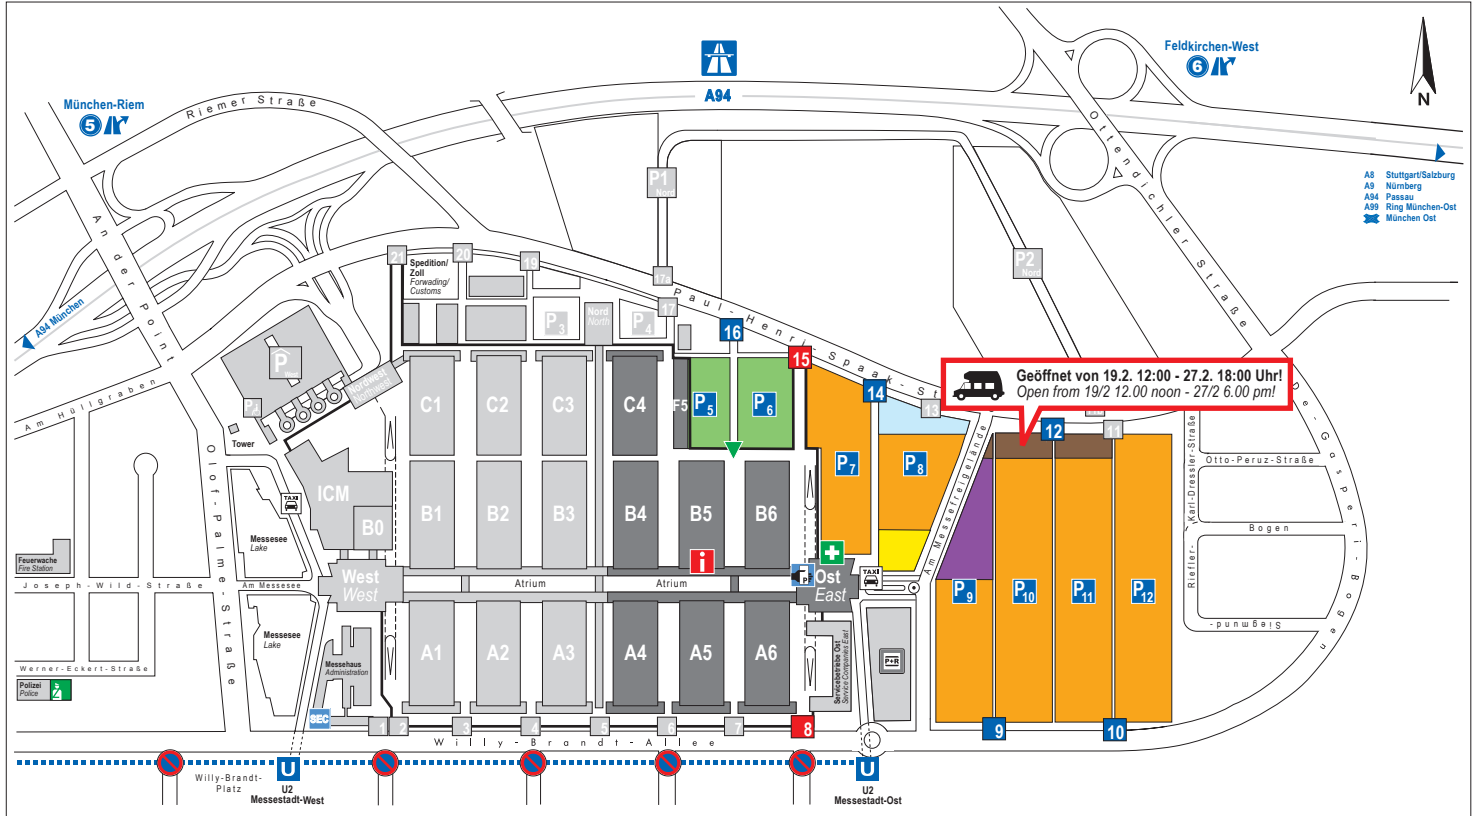 Feldkirchen-West
6
München-Riem
5
A94
N
Riemer Straße
Ottendichler Straße
An der Point
A8 Stuttgart/Salzburg
A9 Nürnberg
A94 Passau
A99 Ring München-Ost
München Ost
P1
Nord
P2
Nord
A94 München
21
20
19
17a
17
Spedition/
Zoll
Forwading/
Customs
Paul-Henri-Spaak-St
Nord
North
P3
P4
16
15
14
13
12
11
P
West
Nordwest
Northwest
Am Hüllgraben
Tower
Geöffnet von 19.2. 12:00 - 27.2. 18:00 Uhr!
Open from 19/2 12.00 noon - 27/2 6.00 pm!
de-Gasperi-Bogen
C1
C2
C3
C4
F5
P5
P6
P7
P8
Olof-Palme-Straße
Am Messefreigelände
Karl-Dressler-Straße
Otto-Peruz-Straße
Bogen
Riefler-
Siegmund-
ICM
TAXI
B0
B1
B2
B3
B4
B5
B6
i
Messesee
Lake
Feuerwache
Fire Station
Joseph-Wild-Straße
Am Messesee
West
West
Atrium
Atrium
P
Ost
East
TAXI
P9
P10
P11
P12
Messesee
Lake
Messehaus
Administration
Werner-Eckert-Straße
Polizei
Police
A1
A2
A3
A4
A5
A6
Servicebetriebe Ost
Service Companies East
P+R
SEC
1
2
3
4
5
6
7
8
9
10
Willy-Brandt-Allee
Willy-Brandt-
Platz
U
U2
Messestadt-West
U
U2
Messestadt-Ost